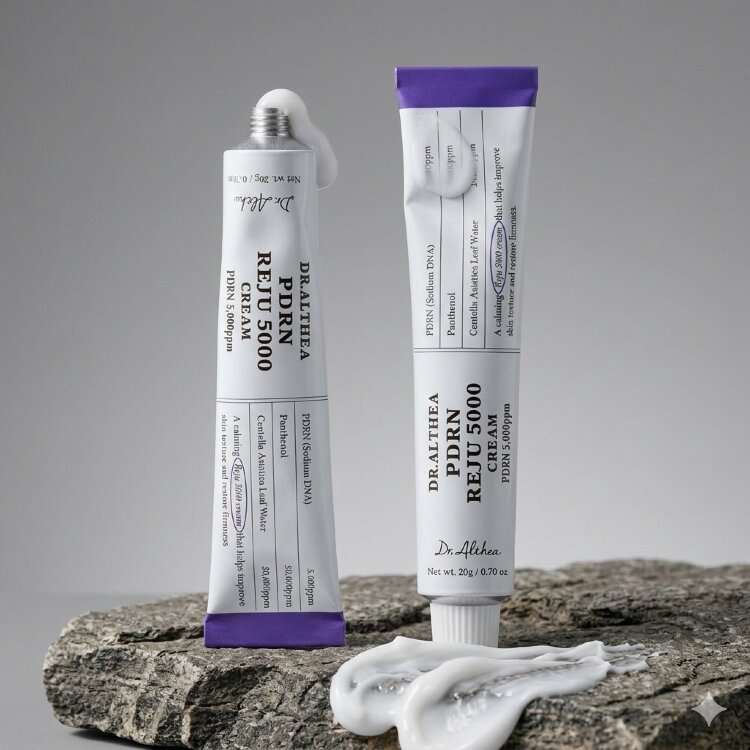 Net wt. 20g / 0.
Dr. Althea
DR.ALTHEA
PDRN
REJU 5000
CREAM
PDRN 5,000ppm
PDRN (Sodium DNA) 5,000ppm
Panthenol 50,000ppm
Centella Asiatica Leaf Water
A calming Reju 5000 cream that helps improve
skin texture and restore firmness
PDRN (Sodium DNA)
Panthenol ppm
Centella Asiatica Leaf Water
A calming Reju 5000 cream that helps improve
skin texture and restore firmness.
DR.ALTHEA
PDRN
REJU 5000
CREAM
PDRN 5,000ppm
Dr. Althea
Net wt. 20g / 0.70 oz